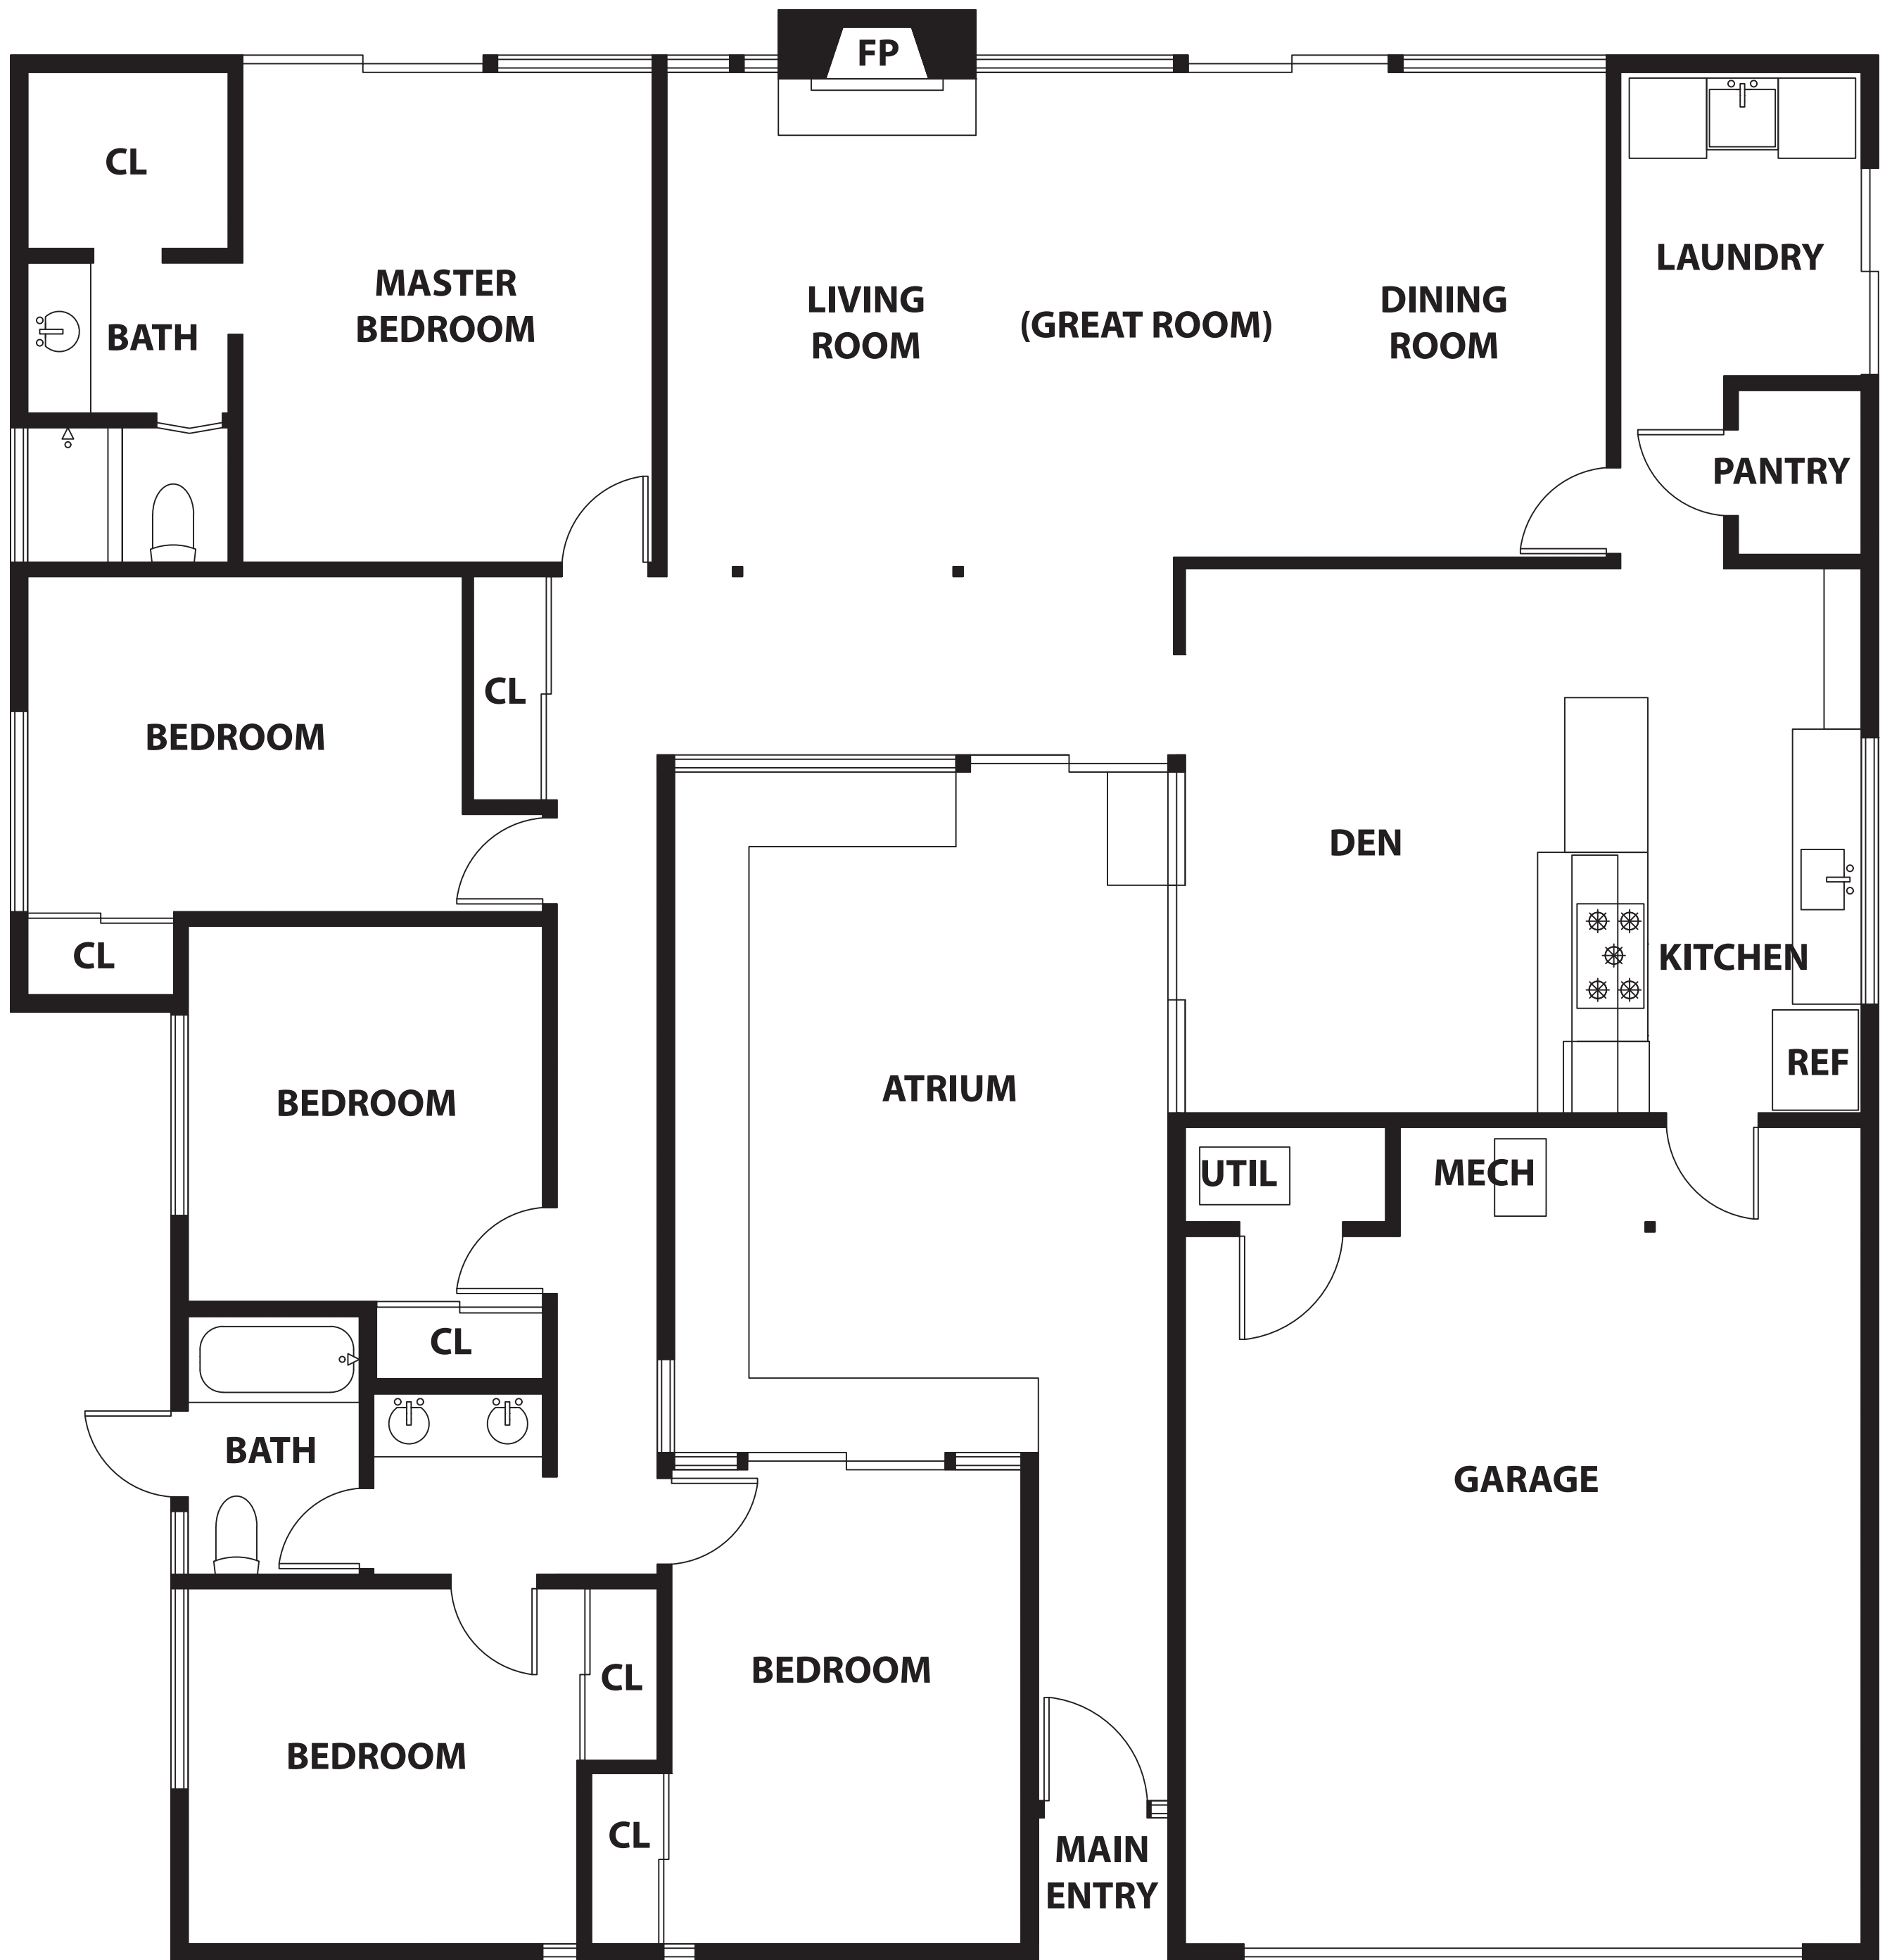 FP
CL
MASTER
BEDROOM
BATH
LIVING
ROOM
(GREAT ROOM)
DINING
ROOM
LAUNDRY
PANTRY
BEDROOM
CL
CL
DEN
KITCHEN
REF
BEDROOM
ATRIUM
UTIL
MECH
CL
BATH
GARAGE
BEDROOM
CL
BEDROOM
CL
MAIN
ENTRY